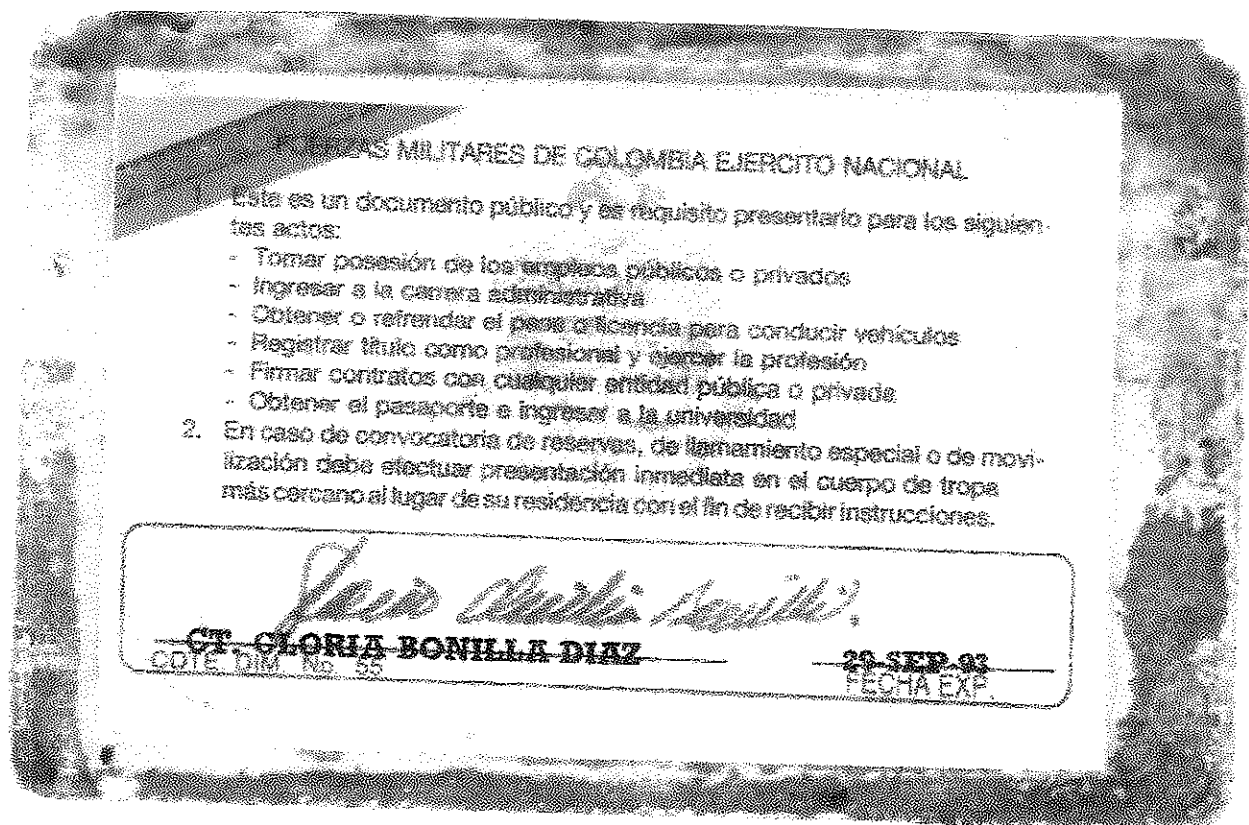 FUERZAS MILITARES DE COLOMBIA EJERCITO NACIONAL
Este es un documento público y es requisito presentarlo para los siguien-
tes actos:
- Tomar posesión de los empleos públicos o privados
- Ingresar a la carrera administrativa
- Obtener o refrendar el pase o licencia para conducir vehículos
- Registrar título como profesional y ejercer la profesión
- Firmar contratos con cualquier entidad pública o privada
- Obtener el pasaporte e ingresar a la universidad
2. En caso de convocatoria de reservas, de llamamiento especial o de movi-
lización debe efectuar presentación inmediata en el cuerpo de tropa
más cercano al lugar de su residencia con el fin de recibir instrucciones.
CT. GLORIA BONILLA DIAZ
CDTE. DIM. No. 55
FECHA EXP.